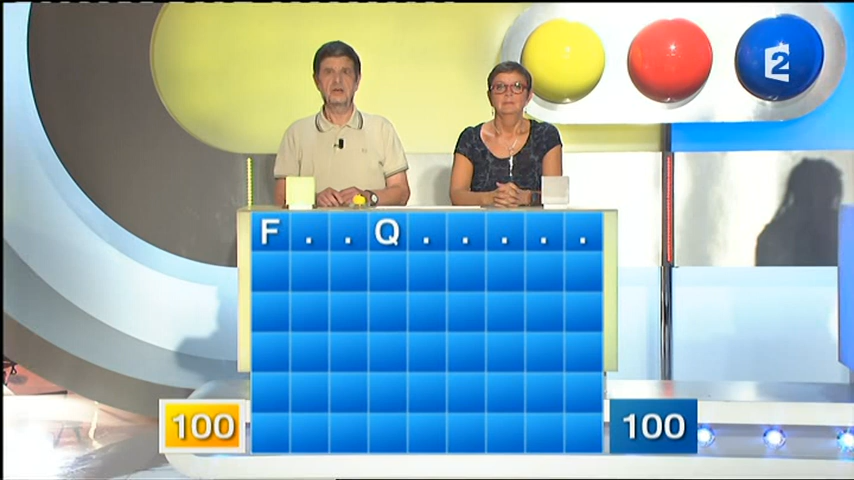 2
F . . Q . . . . .
100
100